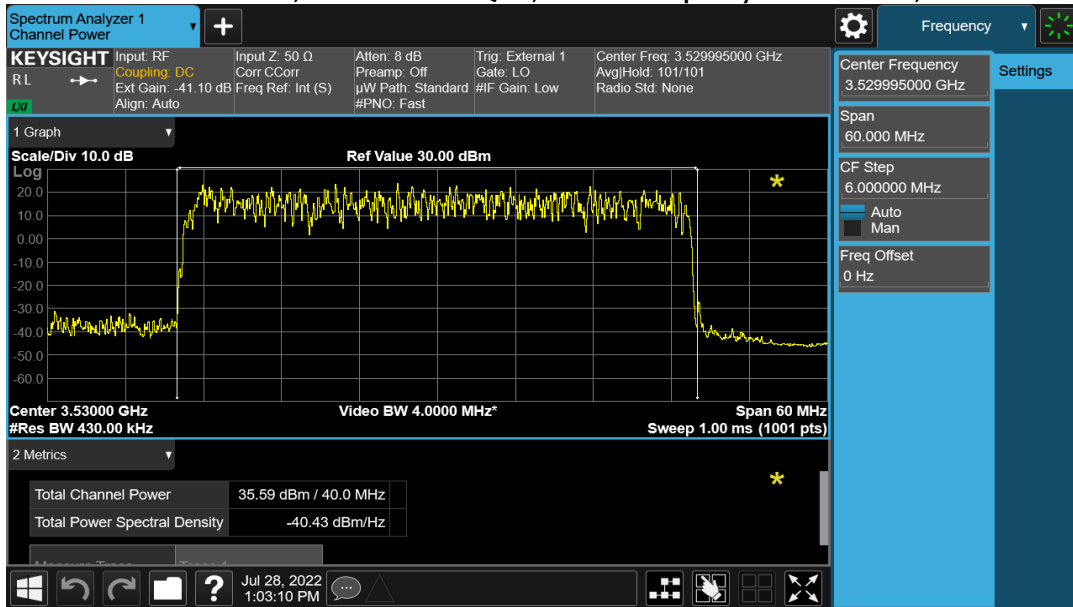 Spectrum Analyzer 1
Channel Power
Frequency
KEYSIGHT
R L
LXI
Input: RF
Coupling: DC
Ext Gain: -41.10 dB
Align: Auto
Input Z: 50 Ω
Corr CCorr
Freq Ref: Int (S)
Atten: 8 dB
Preamp: Off
µW Path: Standard
#PNO: Fast
Trig: External 1
Gate: LO
#IF Gain: Low
Center Freq: 3.529995000 GHz
Avg|Hold: 101/101
Radio Std: None
Center Frequency
3.529995000 GHz
Settings
Span
60.000 MHz
CF Step
6.000000 MHz
Auto
Man
Freq Offset
0 Hz
1 Graph
Scale/Div 10.0 dB
Ref Value 30.00 dBm
Log
20.0
10.0
0.00
-10.0
-20.0
-30.0
-40.0
-50.0
-60.0
Center 3.53000 GHz
Video BW 4.0000 MHz*
Span 60 MHz
#Res BW 430.00 kHz
Sweep 1.00 ms (1001 pts)
2 Metrics
Total Channel Power 35.59 dBm / 40.0 MHz
Total Power Spectral Density -40.43 dBm/Hz
Jul 28, 2022
1:03:10 PM